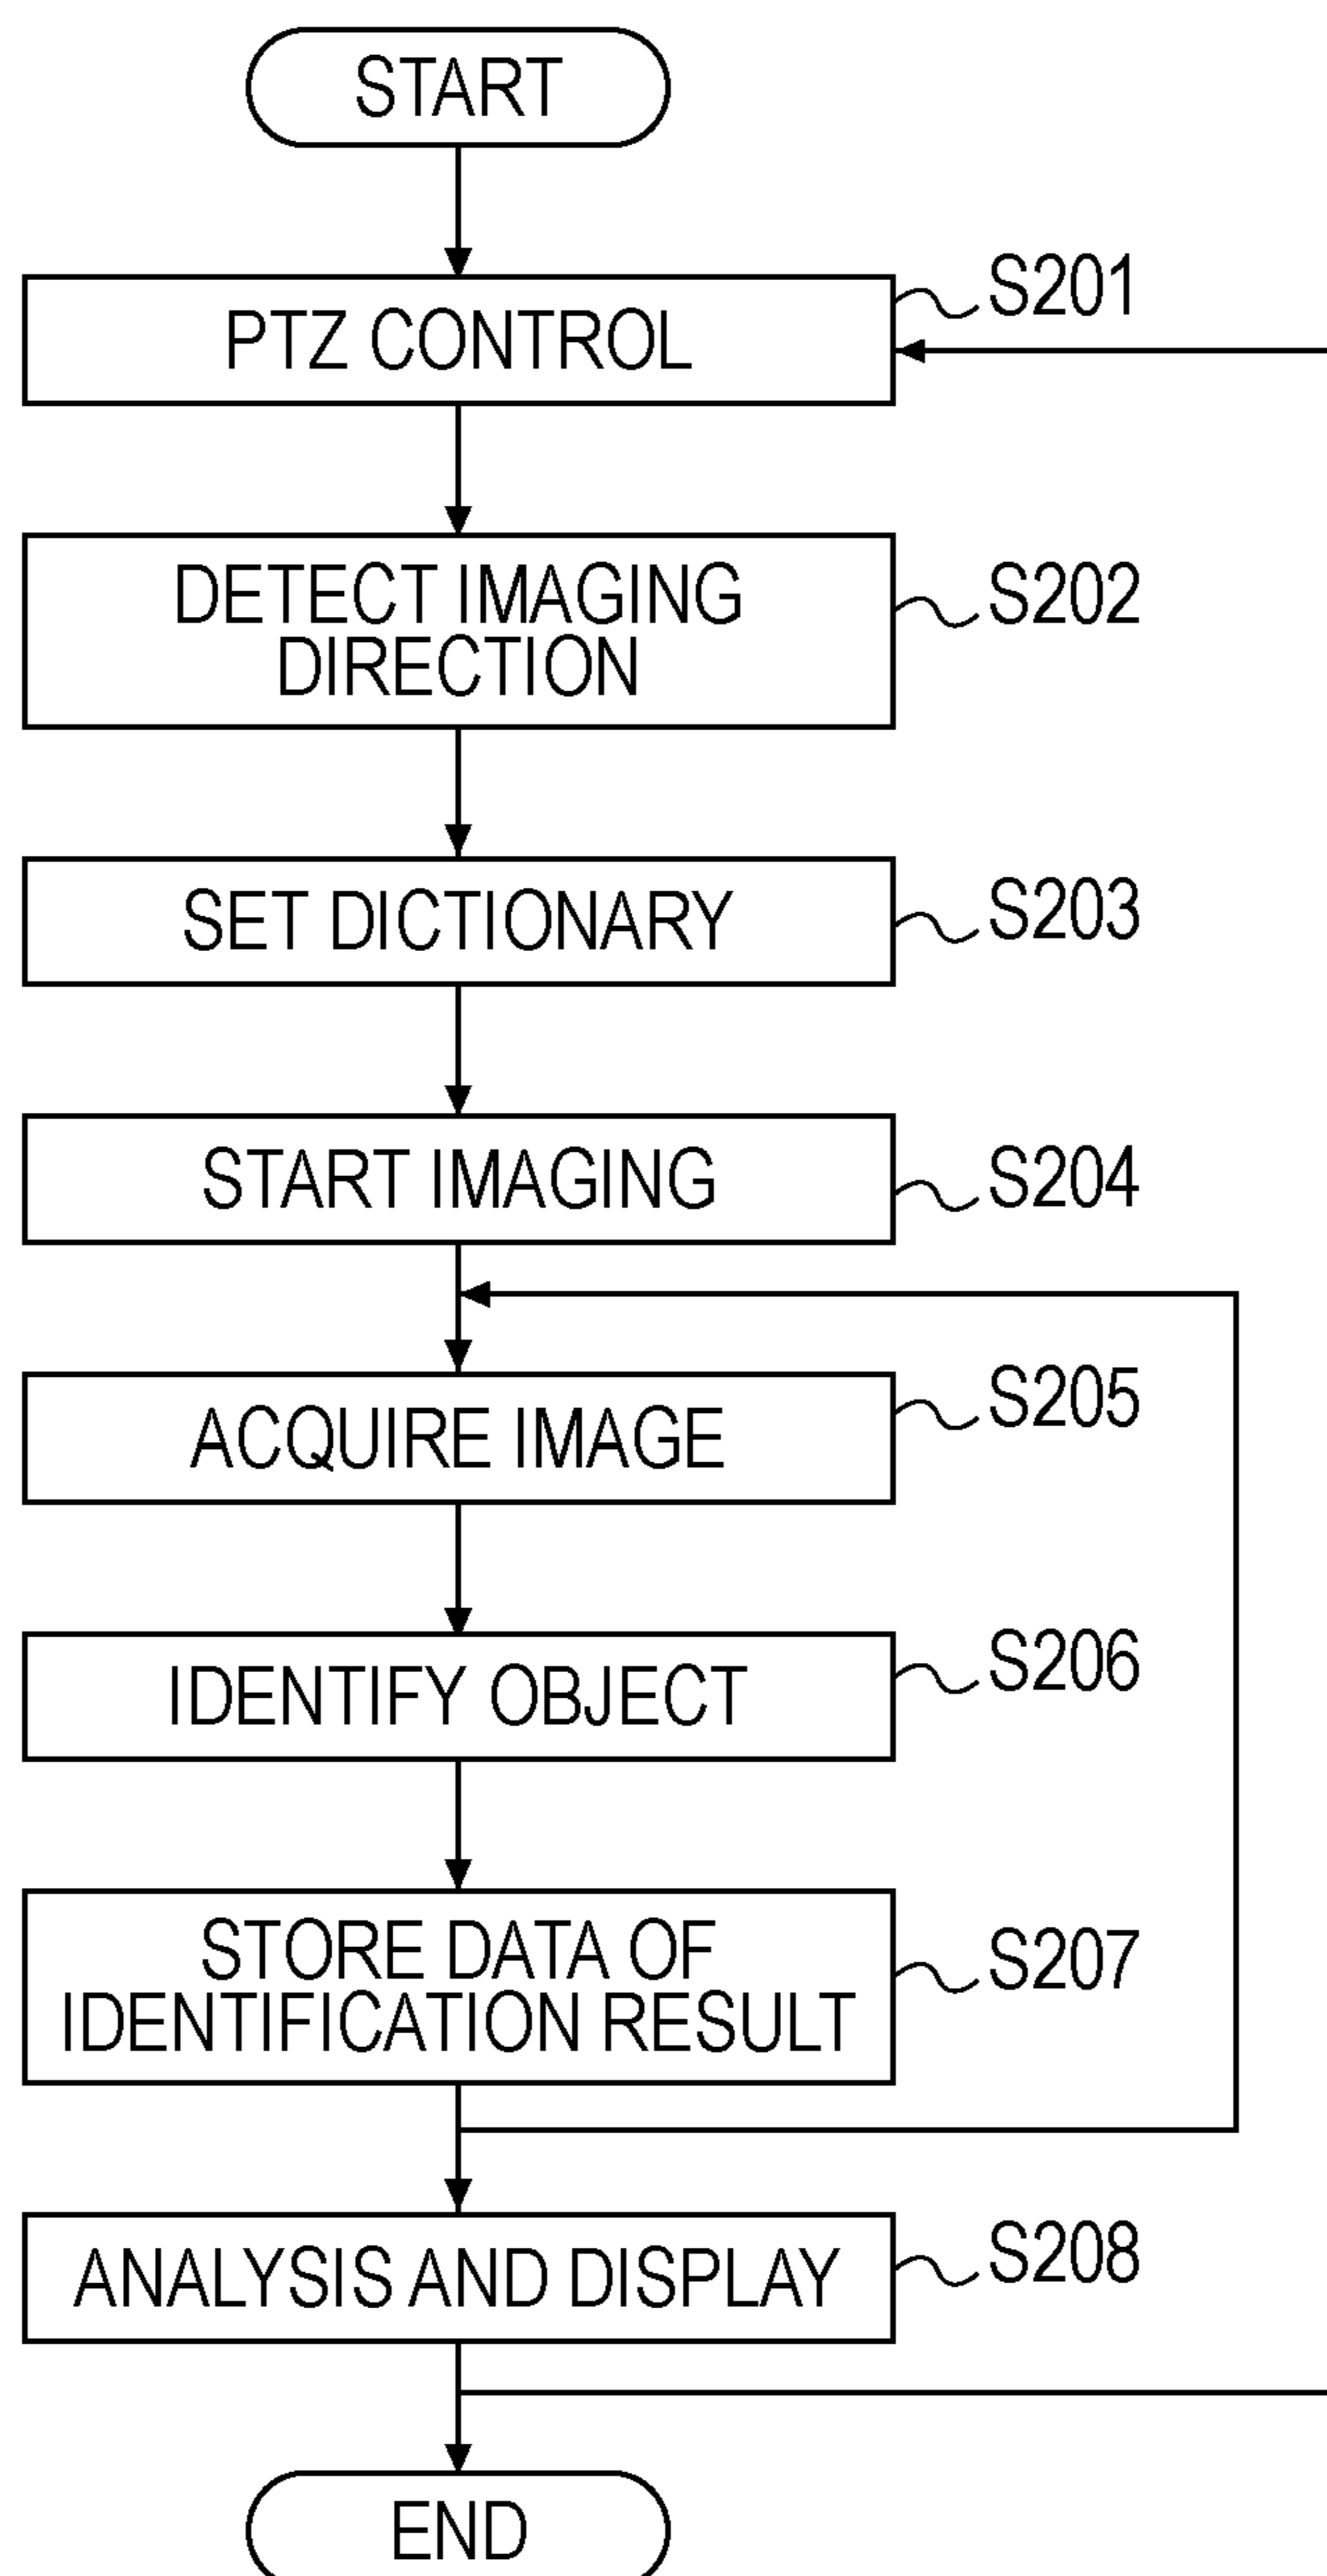 START
PTZ CONTROL
S201
DETECT IMAGING
DIRECTION
S202
SET DICTIONARY
S203
START IMAGING
S204
ACQUIRE IMAGE
S205
IDENTIFY OBJECT
S206
STORE DATA OF
IDENTIFICATION RESULT
S207
ANALYSIS AND DISPLAY
S208
END